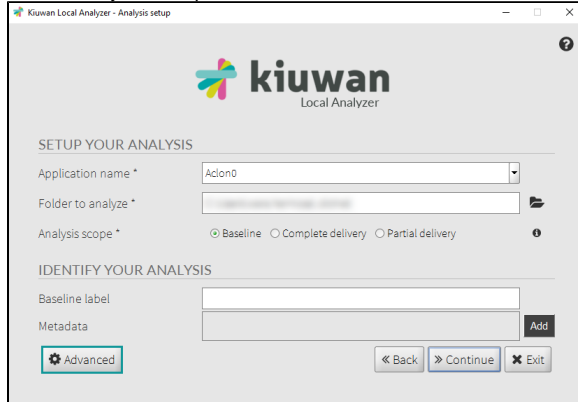 Kiuwan Local Analyzer - Analysis setup
kiuwan
Local Analyzer
SETUP YOUR ANALYSIS
Application name * Aclon0
Folder to analyze *
Analysis scope * Baseline Complete delivery Partial delivery
IDENTIFY YOUR ANALYSIS
Baseline label
Metadata Add
Advanced Back Continue Exit